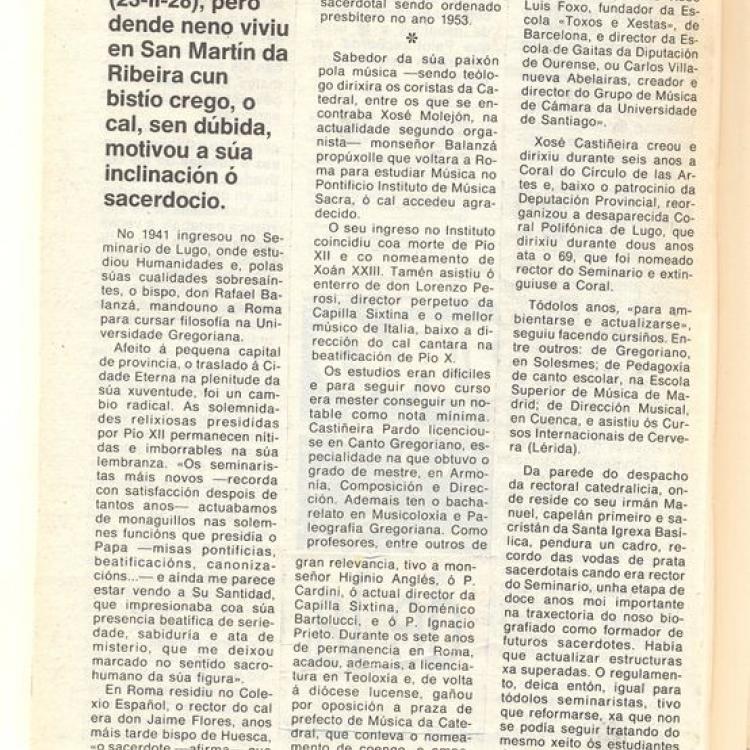 (23-II-28), pero
dende neno viviu
en San Martín da
Ribeira cun
bistío crego, o
cal, sen dúbida,
motivou a súa
inclinación ó
sacerdocio.
No 1941 ingresou no Se-
minario de Lugo, onde estu-
diou Humanidades e, polas
súas cualidades sobresaín-
tes, o bispo, don Rafael Ba-
lanzá, mandouno a Roma
para cursar filosofía na Uni-
versidade Gregoriana.
Afeito á pequena capital
de provincia, o traslado á Ci-
dade Eterna na plenitude da
súa xuventude, foi un cam-
bio radical. As solemnida-
des relixiosas presididas
por Pío XII permanecen níti-
das e imborrables na súa
lembranza. «Os seminaris-
tas máis novos —recorda
con satisfacción despois de
tantos anos— actuabamos
de monaguillos nas solem-
nes funcións que presidía o
Papa —misas pontificias,
beatificacións, canoniza-
cións...— e ainda me parece
estar vendo a Su Santidad,
que impresionaba coa súa
presencia beatífica de serie-
dade, sabiduría e ata de
misterio, que me deixou
marcado no sentido sacro-
humano da súa figura».
En Roma residiu no Cole-
xio Español, o rector do cal
era don Jaime Flores, anos
máis tarde bispo de Huesca,
«o sacerdote —afirma— que
sacerdotal sendo ordenado
presbítero no ano 1953.
*
Sabedor da súa paixón
pola música —sendo teólo-
go dirixira os coristas da Ca-
tedral, entre os que se en-
contraba Xosé Molejón, na
actualidade segundo orga-
nista— monseñor Balanzá
propúxolle que voltara a Ro-
ma para estudiar Música no
Pontificio Instituto de Música
Sacra, ó cal accedeu agra-
decido.
O seu ingreso no Instituto
coincidiu coa morte de Pío
XII e co nomeamento de
Xoán XXIII. Tamén asistiu ó
enterro de don Lorenzo Pe-
rosi, director perpetuo da
Capilla Sixtina e o mellor
músico de Italia, baixo a di-
rección do cal cantara na
beatificación de Pío X.
Os estudios eran difíciles
e para seguir novo curso
era mester conseguir un no-
table como nota mínima.
Castiñeira Pardo licenciou-
se en Canto Gregoriano, es-
pecialidade na que obtuvo o
grado de mestre, en Armo-
nía, Composición e Direc-
ción. Ademais ten o bacha-
relato en Musicoloxia e Pa-
leografía Gregoriana. Como
profesores, entre outros de
gran relevancia, tivo a mon-
señor Higinio Anglés, ó P.
Cardini, ó actual director da
Capilla Sixtina, Doménico
Bartolucci, e ó P. Ignacio
Prieto. Durante os sete anos
de permanencia en Roma,
acadou, ademais, a licencia-
tura en Teoloxia e, de volta
á diócese lucense, gañou
por oposición a praza de
prefecto de Música da Cate-
dral, que conleva o nomea-
mento de coengo, e
Luis Foxo, fundador da Es-
cola «Toxos e Xestas», de
Barcelona, e director da Es-
cola de Gaitas da Diputación
de Ourense, ou Carlos Villa-
nueva Abelairas, creador e
director do Grupo de Música
de Cámara da Universidade
de Santiago».
Xosé Castiñeira creou e
dirixiu durante seis anos a
Coral do Círculo de las Ar-
tes e, baixo o patrocinio da
Deputación Provincial, reor-
ganizou a desaparecida Co-
ral Polifónica de Lugo, que
dirixiu durante dous anos
ata o 69, que foi nomeado
rector do Seminario e extin-
guiuse a Coral.
Tódolos anos, «para am-
bientarse e actualizarse»,
seguiu facendo cursiños. En-
tre outros: de Gregoriano,
en Solesmes; de Pedagoxía
de canto escolar, na Escola
Superior de Música de Ma-
drid; de Dirección Musical,
en Cuenca, e asistiu ós Cur-
sos Internacionais de Cerve-
ra (Lérida).
Da parede do despacho
da rectoral catedralicia, on-
de reside co seu irmán Ma-
nuel, capelán primeiro e sa-
cristán da Santa Igrexa Basí-
lica, pendura un cadro, re-
cordo das vodas de prata
sacerdotais cando era rector
do Seminario, unha etapa de
doce anos moi importante
na traxectoria do noso bio-
grafiado como formador de
futuros sacerdotes. Había
que actualizar estructuras
xa superadas. O regulamen-
to, deica entón, igual para
tódolos seminaristas, tivo
que reformarse, xa que non
se podía seguir tratando do
mesmo xeito ós estudiantes